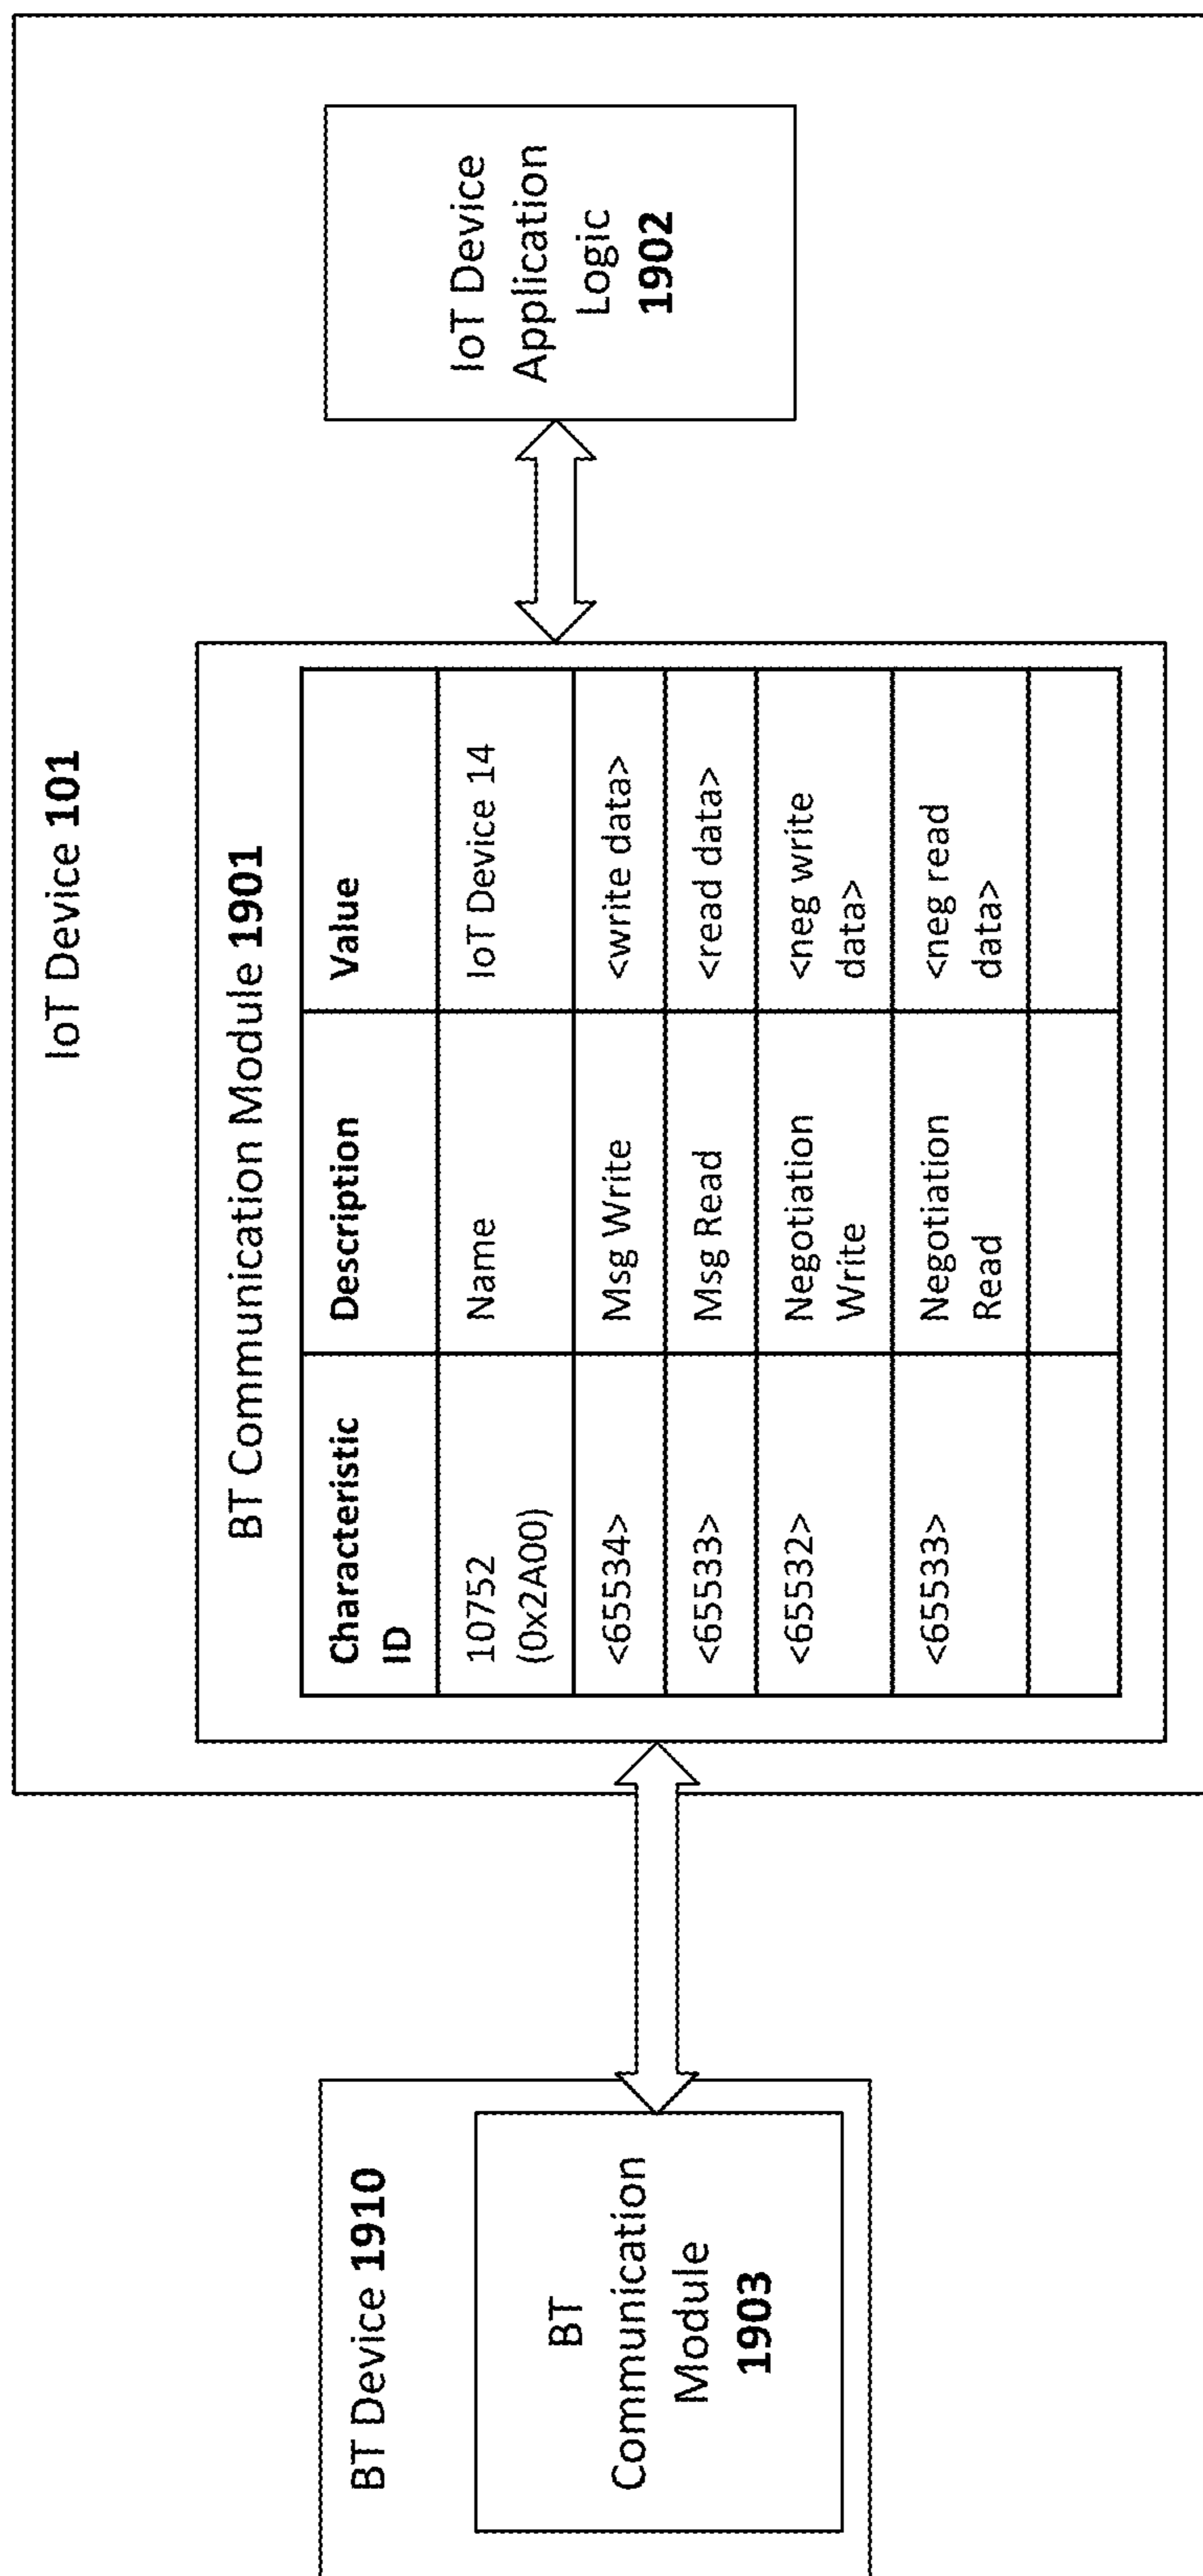 IoT Device 101
BT Communication Module 1901
Characteristic
ID
Description
Value
10752
(0x2A00)
Name
IoT Device 14
<65534>
Msg Write
<write data>
<65533>
Msg Read
<read data>
<65532>
Negotiation
Write
<neg write
data>
<65533>
Negotiation
Read
<neg read
data>
IoT Device
Application
Logic
1902
BT Device 1910
BT
Communication
Module
1903